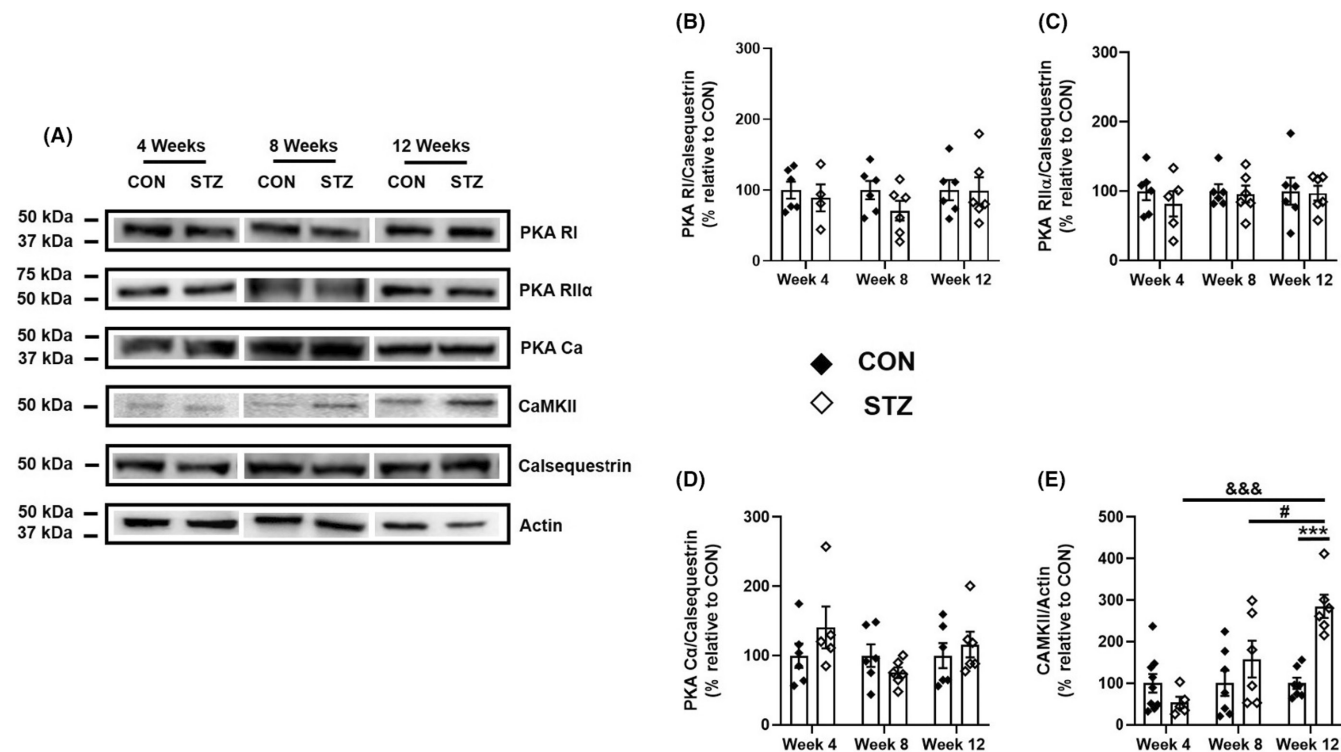 (A)
4 Weeks 8 Weeks 12 Weeks
CON STZ CON STZ CON STZ
50 kDa
37 kDa
PKA RI
75 kDa
50 kDa
PKA RIIα
50 kDa
37 kDa
PKA Ca
50 kDa
CaMKII
50 kDa
Calsequestrin
50 kDa
37 kDa
Actin
(B)
PKA RI/Calsequestrin
(% relative to CON)
300
200
100
0
Week 4 Week 8 Week 12
(C)
PKA RIIα/Calsequestrin
(% relative to CON)
300
200
100
0
Week 4 Week 8 Week 12
CON
STZ
(D)
PKA Cα/Calsequestrin
(% relative to CON)
300
200
100
0
Week 4 Week 8 Week 12
(E)
CAMKII/Actin
(% relative to CON)
&&&
#
***
500
400
300
200
100
0
Week 4 Week 8 Week 12